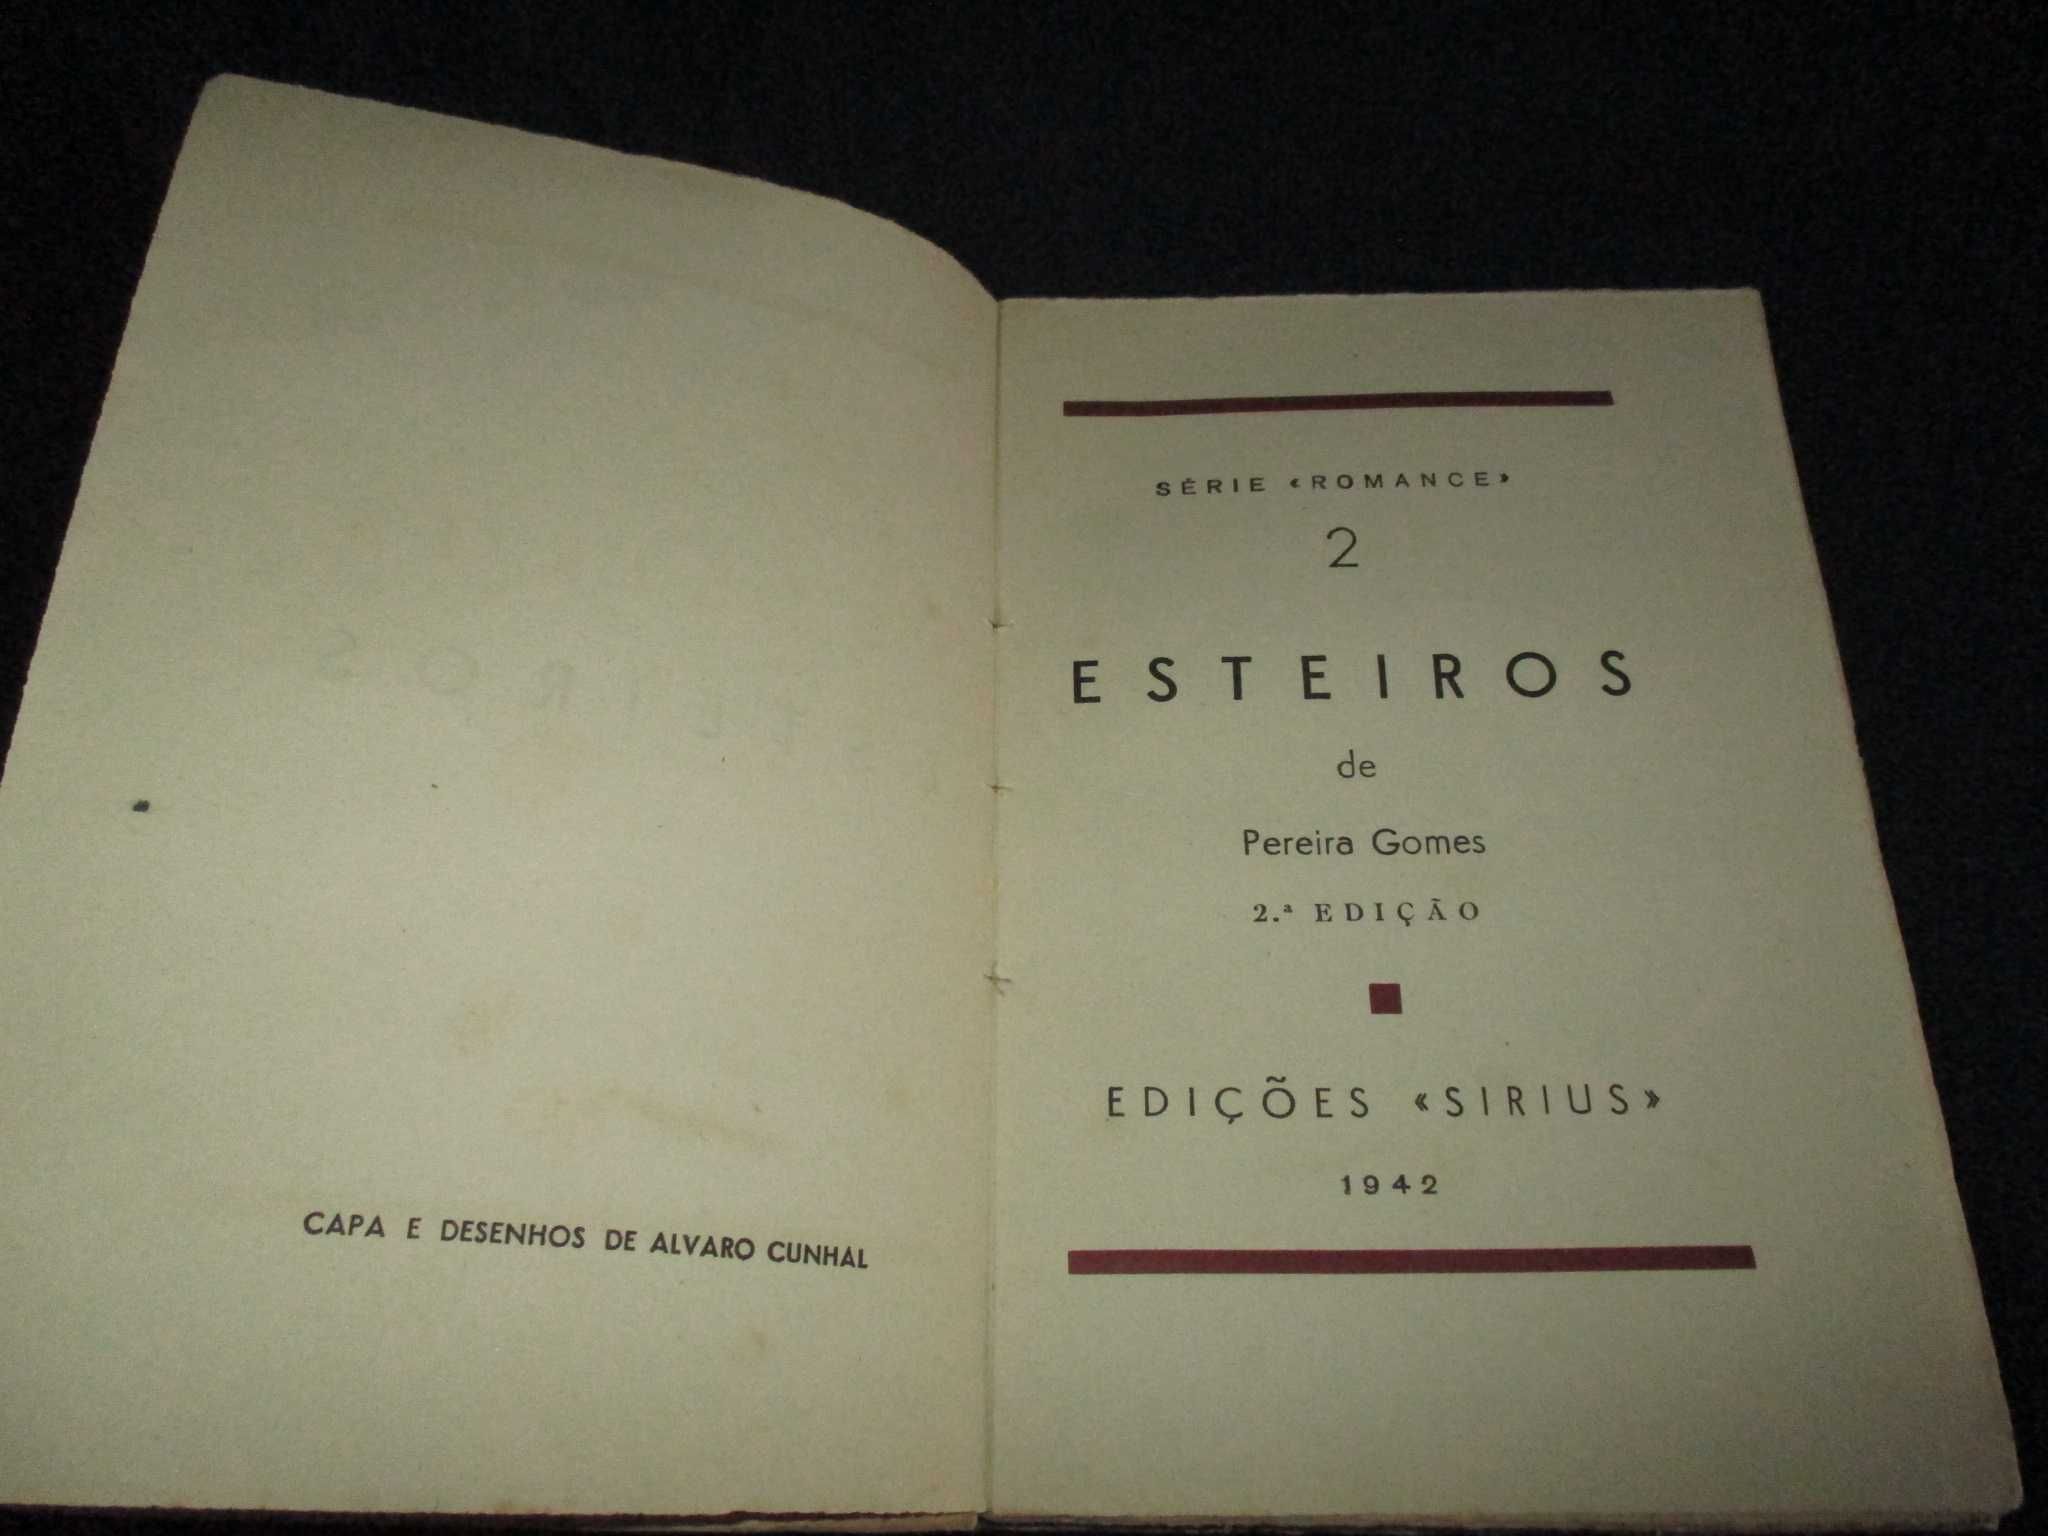 CAPA E DESENHOS DE ALVARO CUNHAL
SÉRIE «ROMANCE»
2
ESTEIROS
de
Pereira Gomes
2.ª EDIÇÃO
EDIÇÕES «SIRIUS»
1942